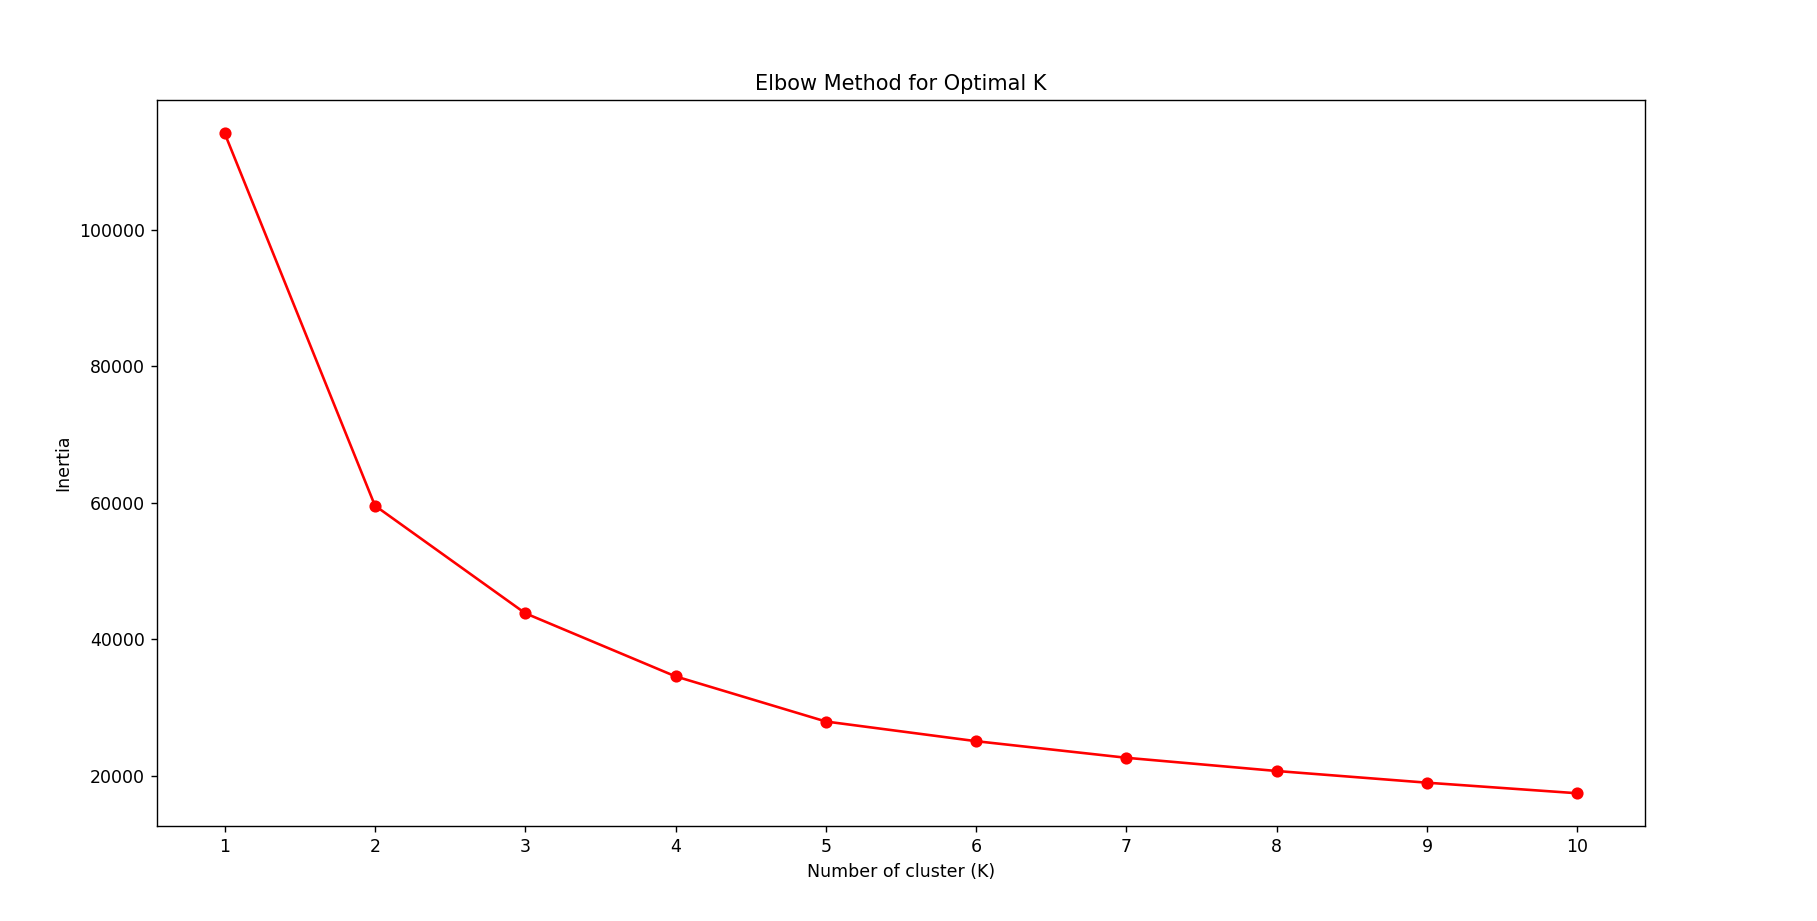 Elbow Method for Optimal K
100000
80000
60000
40000
20000
Inertia
1 2 3 4 5 6 7 8 9 10
Number of cluster (K)